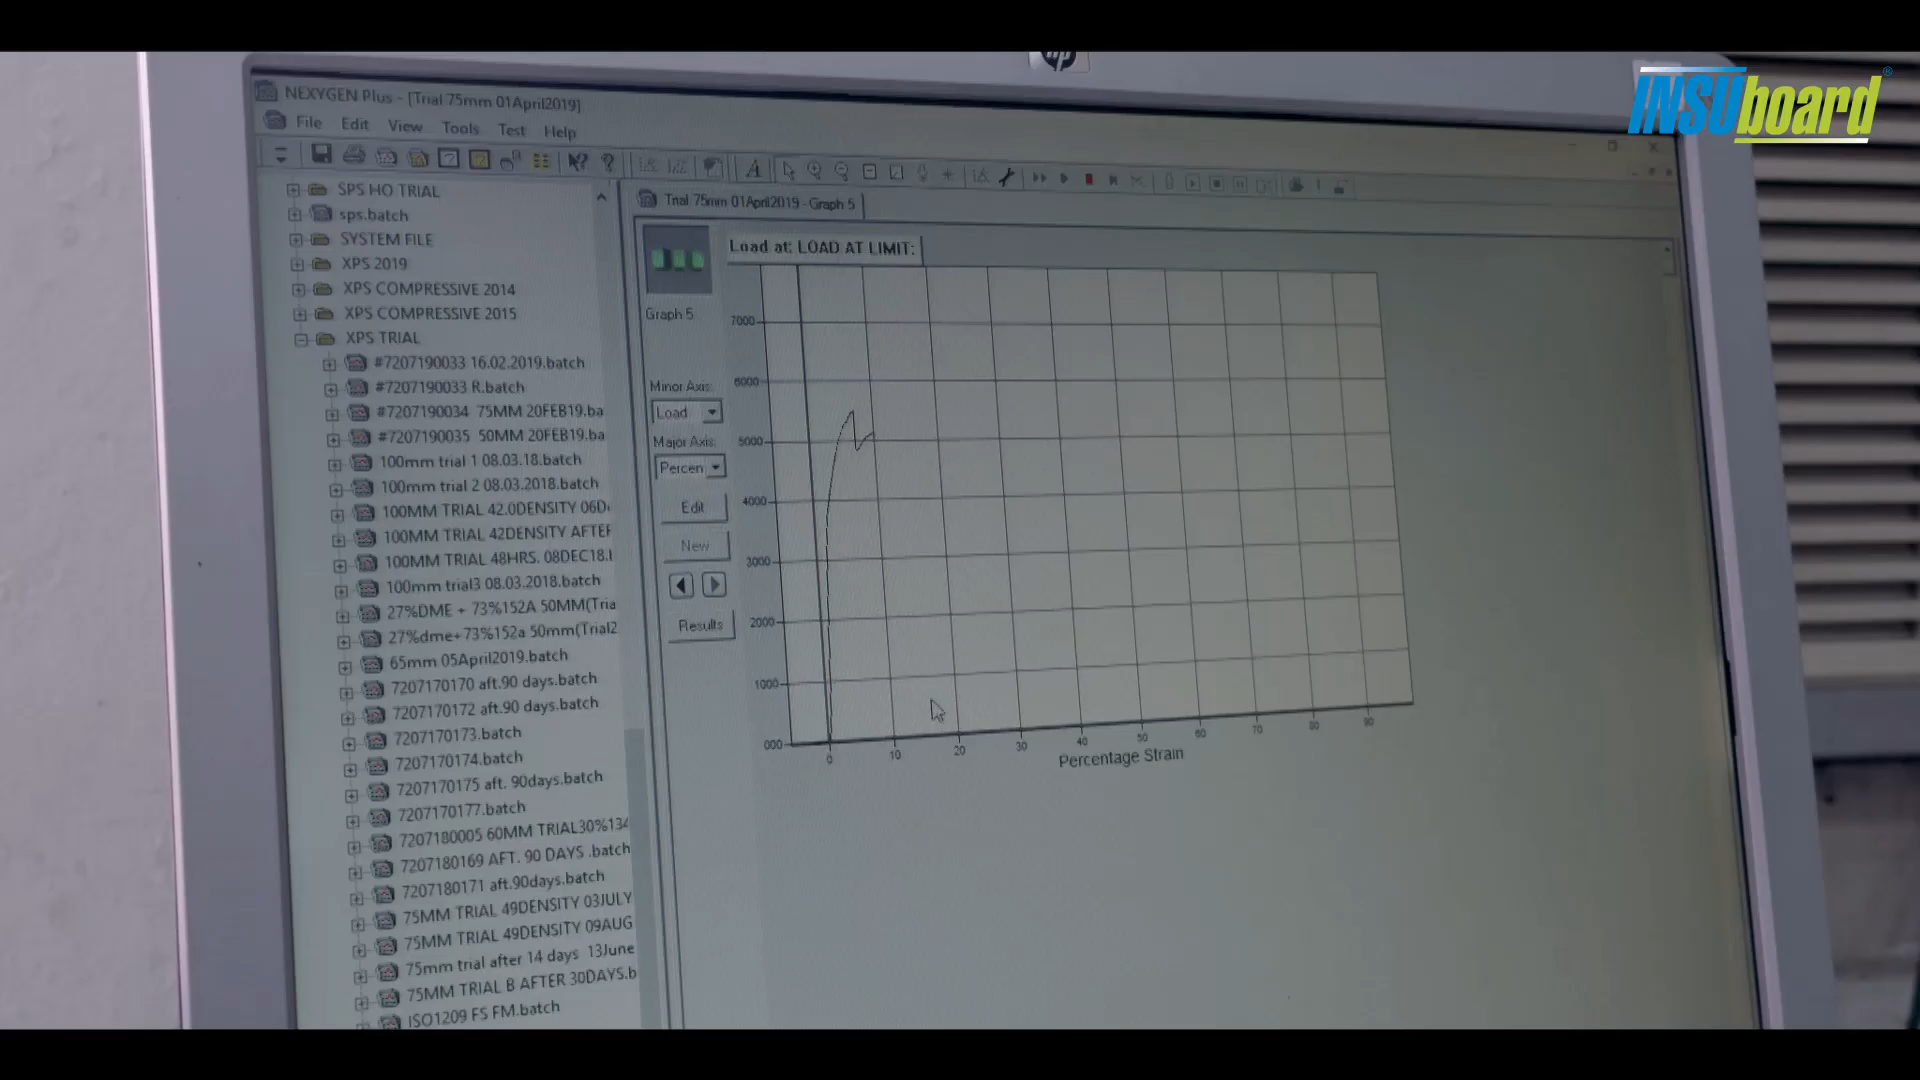 INSUboard®
hp
NEXYGEN Plus - [Trial 75mm 01April2019]
File Edit View Tools Test Help
SPS HO TRIAL
sps.batch
SYSTEM FILE
XPS 2019
XPS COMPRESSIVE 2014
XPS COMPRESSIVE 2015
XPS TRIAL
#7207190033 16.02.2019.batch
#7207190033 R.batch
#7207190034 75MM 20FEB19.ba
#7207190035 50MM 20FEB19.ba
100mm trial 1 08.03.18.batch
100mm trial 2 08.03.2018.batch
100MM TRIAL 42.0DENSITY 06D
100MM TRIAL 42DENSITY AFTER
100MM TRIAL 48HRS. 08DEC18.
100mm trial3 08.03.2018.batch
27%DME + 73%152A 50MM(Tria
27%dme+73%152a 50mm(Trial2
65mm 05April2019.batch
7207170170 aft.90 days.batch
7207170172 aft.90 days.batch
7207170173.batch
7207170174.batch
7207170175 aft. 90days.batch
7207170177.batch
7207180005 60MM TRIAL30%134
7207180169 AFT. 90 DAYS .batch
7207180171 aft.90days.batch
75MM TRIAL 49DENSITY 03JULY
75MM TRIAL 49DENSITY 09AUG
75mm trial after 14 days 13June
75MM TRIAL B AFTER 30DAYS.b
ISO1209 FS FM.batch
Trial 75mm 01April2019 - Graph 5
Load at: LOAD AT LIMIT:
Graph 5
Minor Axis:
Load
Major Axis:
Percen
Edit
New
Results
7000
6000
5000
4000
3000
2000
1000
000
0 10 20 30 40 50 60 70 80 90
Percentage Strain